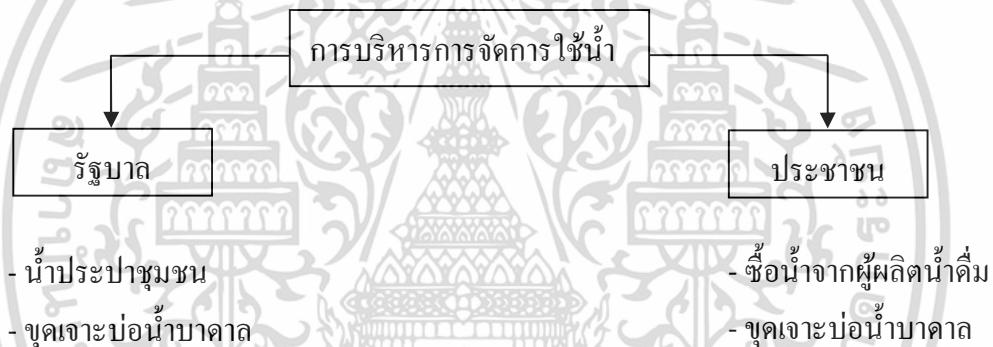 การบริหารการจัดการใช้น้ำ
รัฐบาล
ประชาชน
- น้ำประปาชุมชน
- ขุดเจาะบ่อน้ำบาดาล
- ซื้อน้ำจากผู้ผลิตน้ำดื่ม
- ขุดเจาะบ่อน้ำบาดาล